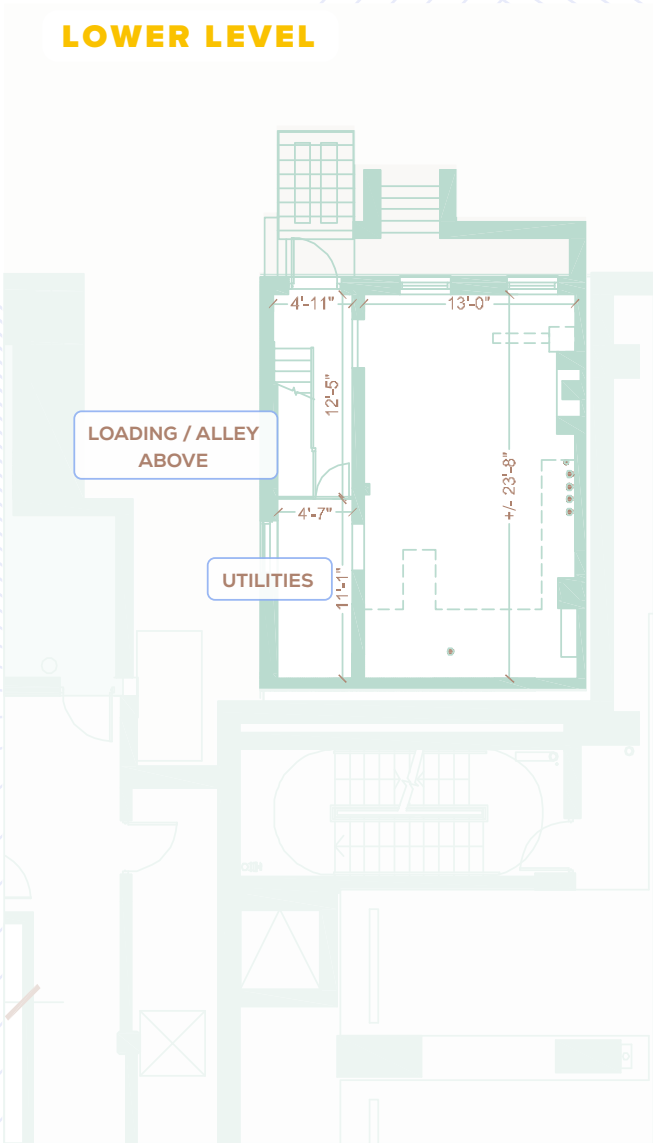 LOWER LEVEL
4'-11"
13'-0"
12'-5"
LOADING / ALLEY
ABOVE
+/- 23'-8"
4'-7"
UTILITIES
11'-1"